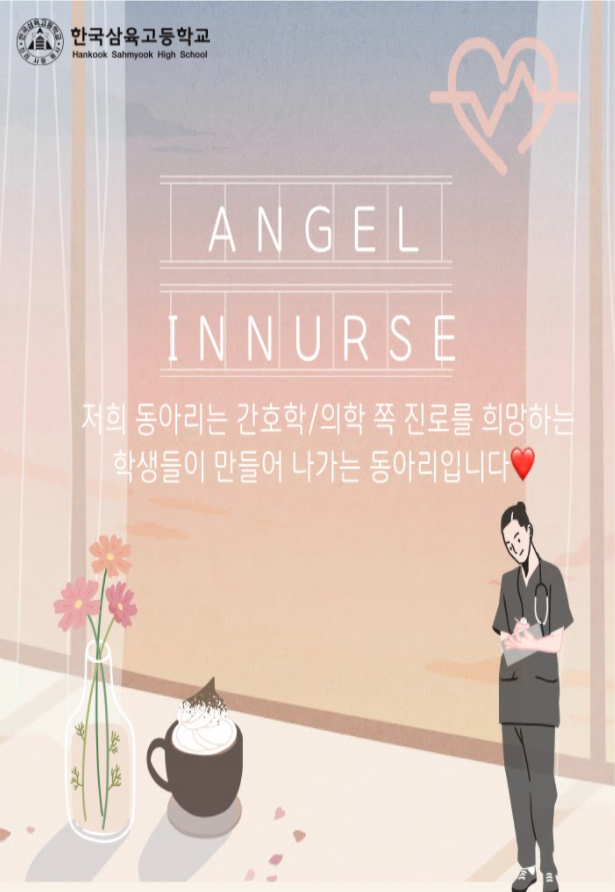 한국삼육고등학교
Hankook Sahmyook High School
ANGEL
INNURSE
저희 동아리는 간호학/의학 쪽 진로를 희망하는
학생들이 만들어 나가는 동아리입니다❤️